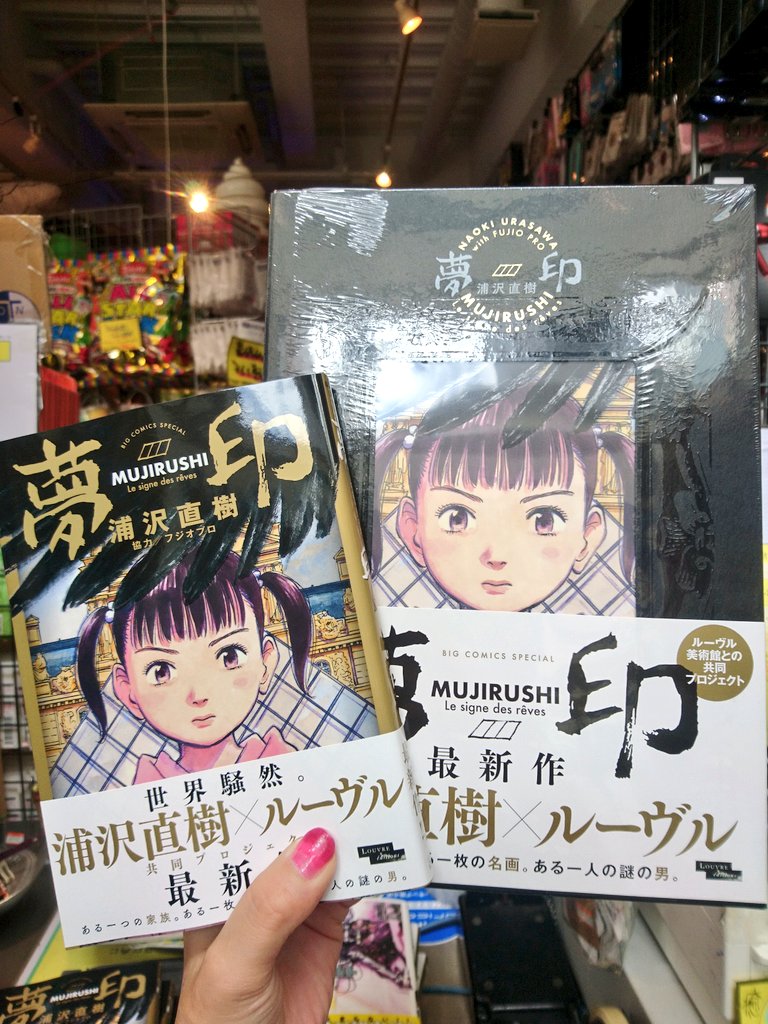 BIG COMICS SPECIAL
夢印
MUJIRUSHI
Le signe des rêves
浦沢直樹
協力/フジオプロ
世界騒然。
浦沢直樹×ルーヴル
共同プロジェク
最新
ある一つの家族。ある一枚
人の謎の男。
LOUVRE
NAOKI URASAWA
with FUJIO PRO
夢印
浦沢直樹
MUJIRUSHI
Le signe des rêves
ルーヴル
美術館との
共同
プロジェクト
BIG COMICS SPECIAL
夢印
MUJIRUSHI
Le signe des rêves
最新作
直樹×ルーヴル
る一枚の名画。ある一人の謎の男。
LOUVRE
夢印
MUJIRUSHI
浦沢直樹